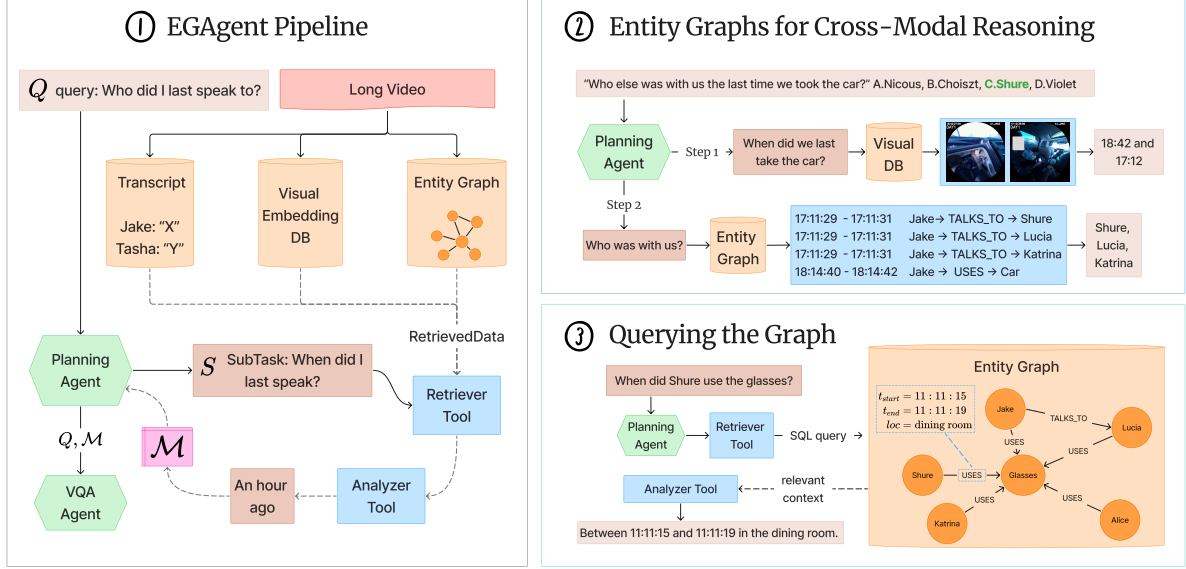 1 EGAgent Pipeline
Q query: Who did I last speak to?
Long Video
Transcript
Jake: “X”
Tasha: “Y”
Visual
Embedding
DB
Entity Graph
RetrievedData
Planning
Agent
S SubTask: When did I
last speak?
Retriever
Tool
Q, M
M
VQA
Agent
An hour
ago
Analyzer
Tool
2 Entity Graphs for Cross-Modal Reasoning
“Who else was with us the last time we took the car?” A.Nicous, B.Choiszt, C.Shure, D.Violet
Planning
Agent
Step 1
When did we last
take the car?
Visual
DB
18:42 and
17:12
Step 2
Who was with us?
Entity
Graph
17:11:29 - 17:11:31 Jake→ TALKS_TO → Shure
17:11:29 - 17:11:31 Jake → TALKS_TO → Lucia
17:11:29 - 17:11:31 Jake → TALKS_TO → Katrina
18:14:40 - 18:14:42 Jake → USES → Car
Shure,
Lucia,
Katrina
3 Querying the Graph
When did Shure use the glasses?
Planning
Agent
Retriever
Tool
SQL query
Analyzer Tool
relevant
context
Between 11:11:15 and 11:11:19 in the dining room.
Entity Graph
t_start = 11 : 11 : 15
t_end = 11 : 11 : 19
loc = dining room
Jake
TALKS_TO
Lucia
USES
USES
Shure
USES
Glasses
USES
USES
Katrina
Alice